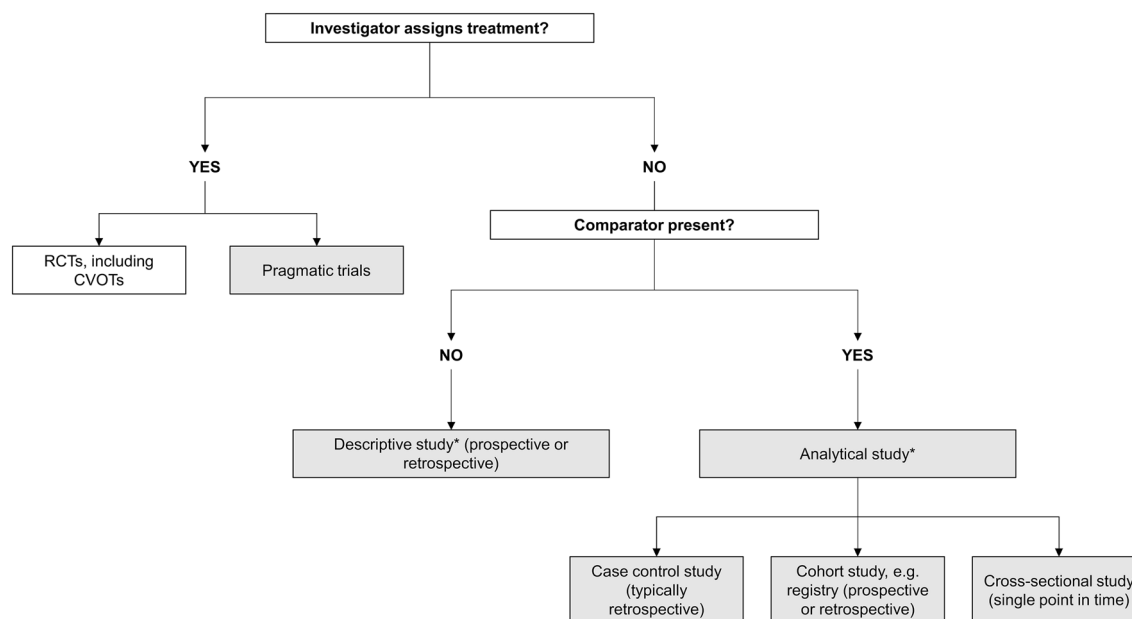 Investigator assigns treatment?
YES
NO
Comparator present?
RCTs, including
CVOTs
Pragmatic trials
NO
YES
Descriptive study* (prospective or
retrospective)
Analytical study*
Case control study
(typically
retrospective)
Cohort study, e.g.
registry (prospective
or retrospective)
Cross-sectional study
(single point in time)